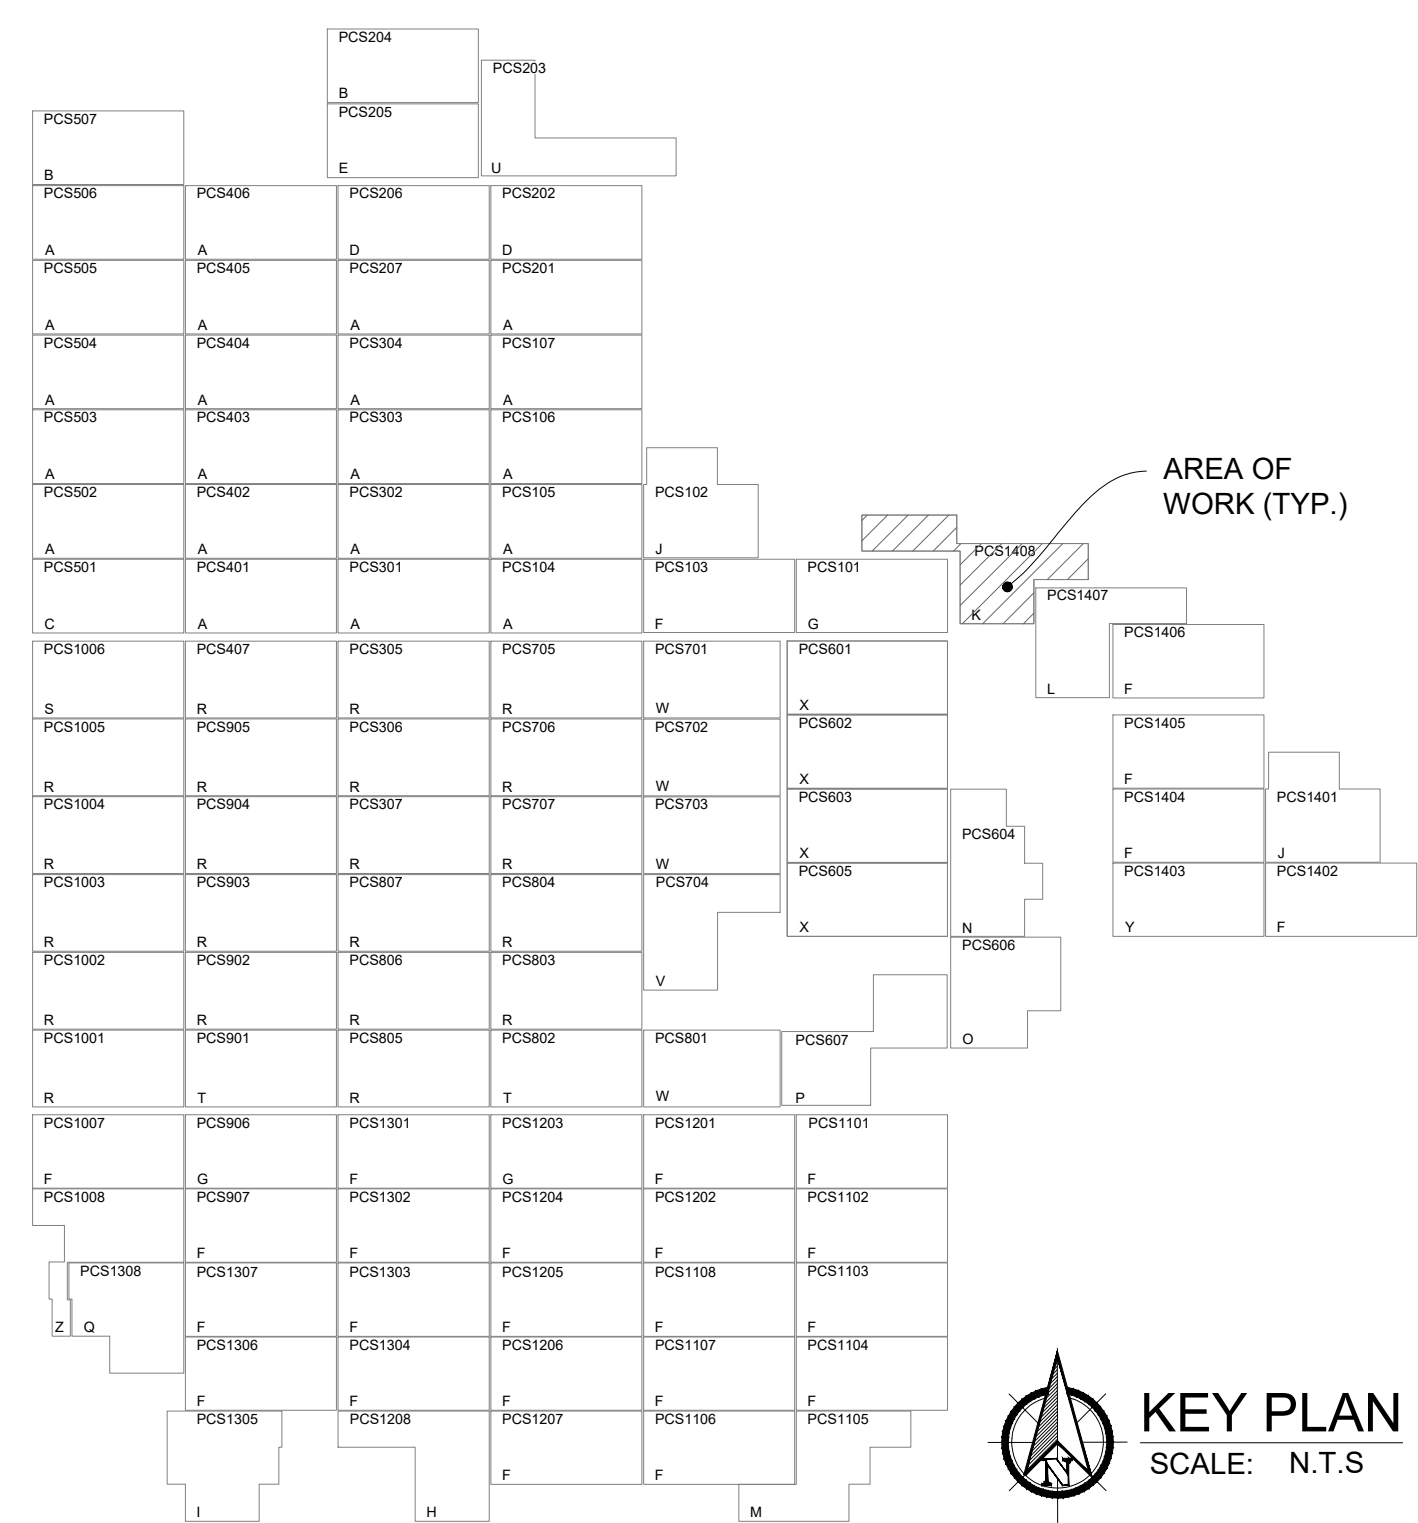 PCS204
B
PCS203
U
PCS205
E
PCS507
B
PCS506
A
PCS406
A
PCS206
D
PCS202
D
PCS505
A
PCS405
A
PCS207
A
PCS201
A
PCS504
A
PCS404
A
PCS304
A
PCS107
A
PCS503
A
PCS403
A
PCS303
A
PCS106
A
PCS502
A
PCS402
A
PCS302
A
PCS105
A
PCS102
J
AREA OF
WORK (TYP.)
PCS1408
K
PCS501
C
PCS401
A
PCS301
A
PCS104
A
PCS103
F
PCS101
G
PCS1407
L
PCS1406
F
PCS1006
S
PCS407
R
PCS305
R
PCS705
R
PCS701
W
PCS601
X
PCS1005
R
PCS905
R
PCS306
R
PCS706
R
PCS702
W
PCS602
X
PCS1405
F
PCS1004
R
PCS904
R
PCS307
R
PCS707
R
PCS703
W
PCS603
X
PCS604
N
PCS1404
F
PCS1401
J
PCS1003
R
PCS903
R
PCS807
R
PCS804
R
PCS704
V
PCS605
X
PCS1403
Y
PCS1402
F
PCS1002
R
PCS902
R
PCS806
R
PCS803
R
PCS606
O
PCS1001
R
PCS901
T
PCS805
R
PCS802
T
PCS801
W
PCS607
P
PCS1007
F
PCS906
G
PCS1301
F
PCS1203
G
PCS1201
F
PCS1101
F
PCS1008
Z
PCS907
F
PCS1302
F
PCS1204
F
PCS1202
F
PCS1102
F
PCS1308
Q
PCS1307
F
PCS1303
F
PCS1205
F
PCS1108
F
PCS1103
F
PCS1306
F
PCS1304
F
PCS1206
F
PCS1107
F
PCS1104
F
PCS1305
I
PCS1208
H
PCS1207
F
PCS1106
F
PCS1105
M
N
KEY PLAN
SCALE: N.T.S